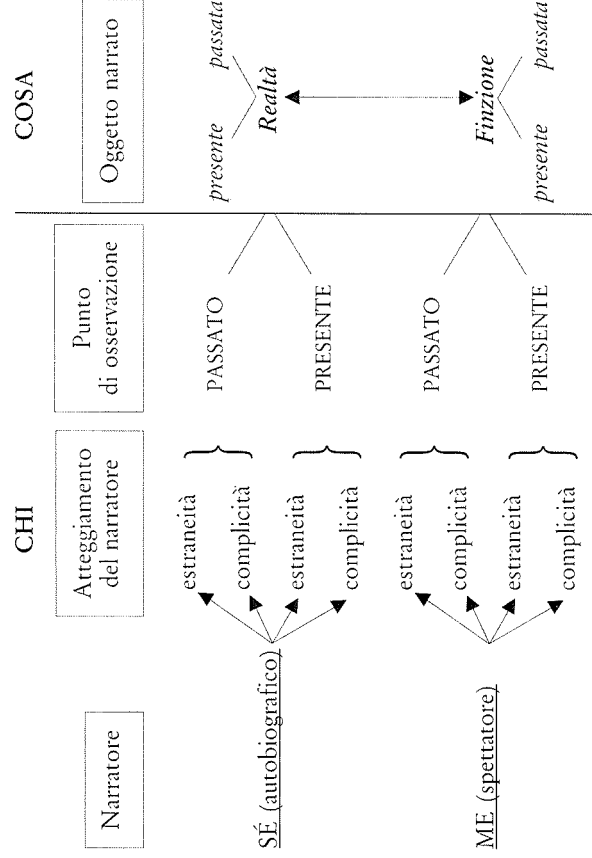 CHI
COSA
Narratore
Atteggiamento
del narratore
Punto
di osservazione
Oggetto narrato
SÉ (autobiografico)
estraneità
complicità
estraneità
complicità
PASSATO
PRESENTE
presente
passata
Realtà
ME (spettatore)
estraneità
complicità
estraneità
complicità
PASSATO
PRESENTE
Finzione
presente
passata